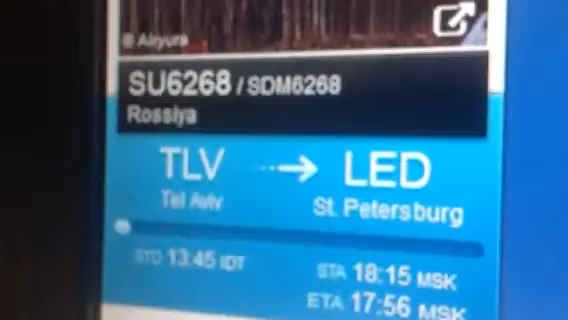 Airyura
SU6268 / SDM6268
Rossiya
TLV LED
Tel Aviv St. Petersburg
STD 13:45 IDT
STA 18:15 MSK
ETA 17:56 MSK